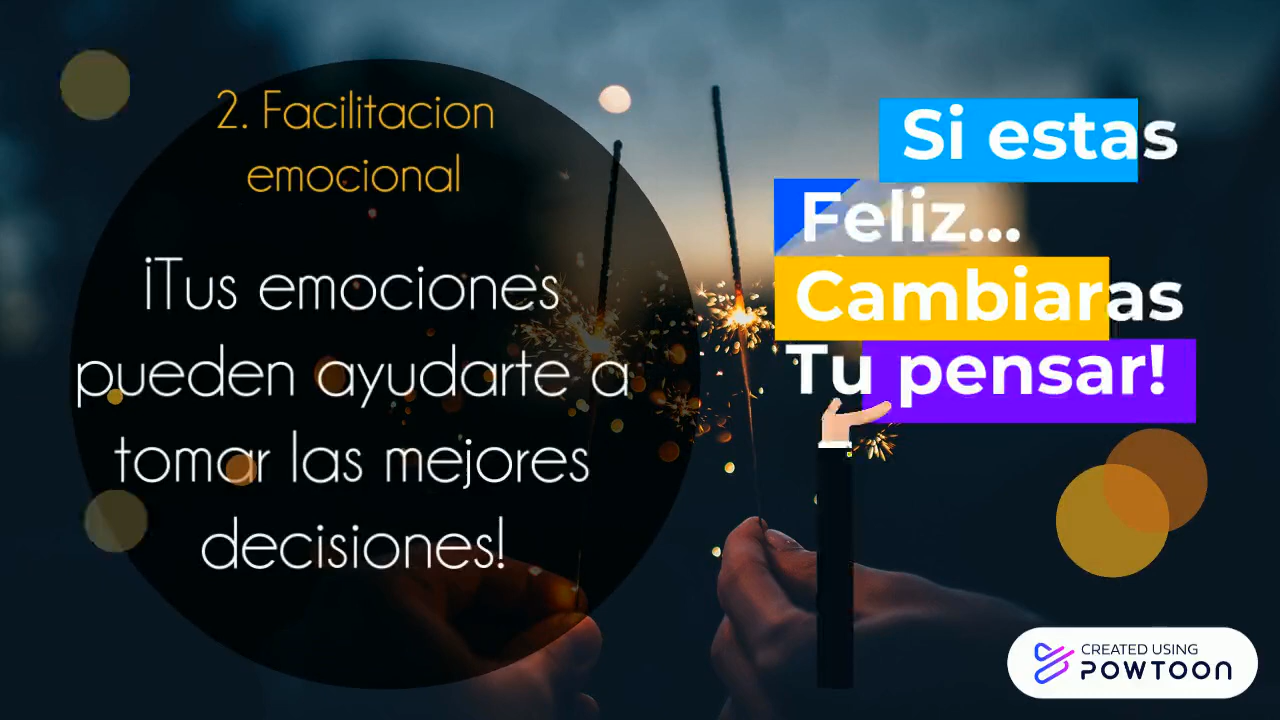 2. Facilitacion
emocional
¡Tus emociones
pueden ayudarte a
tomar las mejores
decisiones!
Si estas
Feliz...
Cambiaras
Tu pensar!
CREATED USING
POWTOON